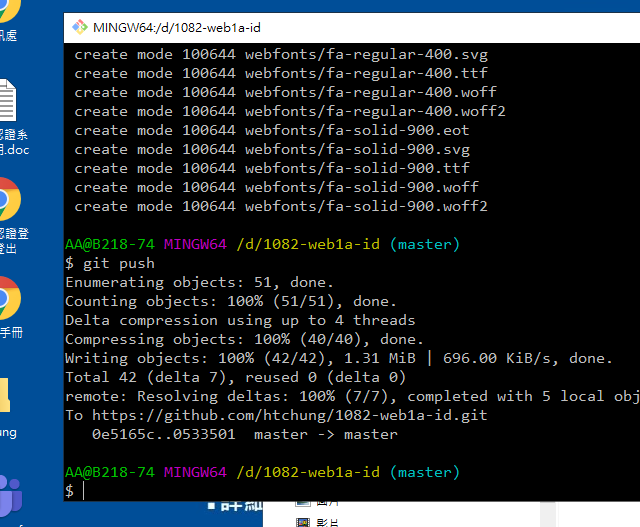 MINGW64:/d/1082-web1a-id
create mode 100644 webfonts/fa-regular-400.svg
create mode 100644 webfonts/fa-regular-400.ttf
create mode 100644 webfonts/fa-regular-400.woff
create mode 100644 webfonts/fa-regular-400.woff2
create mode 100644 webfonts/fa-solid-900.eot
create mode 100644 webfonts/fa-solid-900.svg
create mode 100644 webfonts/fa-solid-900.ttf
create mode 100644 webfonts/fa-solid-900.woff
create mode 100644 webfonts/fa-solid-900.woff2
AA@B218-74 MINGW64 /d/1082-web1a-id (master)
$ git push
Enumerating objects: 51, done.
Counting objects: 100% (51/51), done.
Delta compression using up to 4 threads
Compressing objects: 100% (40/40), done.
Writing objects: 100% (42/42), 1.31 MiB | 696.00 KiB/s, done.
Total 42 (delta 7), reused 0 (delta 0)
remote: Resolving deltas: 100% (7/7), completed with 5 local obj
To https://github.com/htchung/1082-web1a-id.git
0e5165c..0533501 master -> master
AA@B218-74 MINGW64 /d/1082-web1a-id (master)
$
訊處
認證系
.doc
認證登
登出
手冊
ung
詳細
圖片
影片